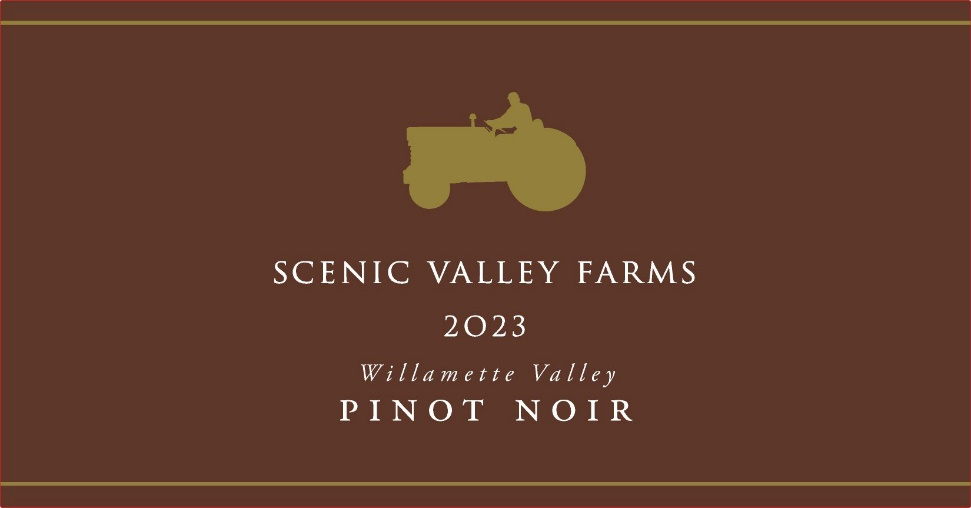 SCENIC VALLEY FARMS
2023
Willamette Valley
PINOT NOIR